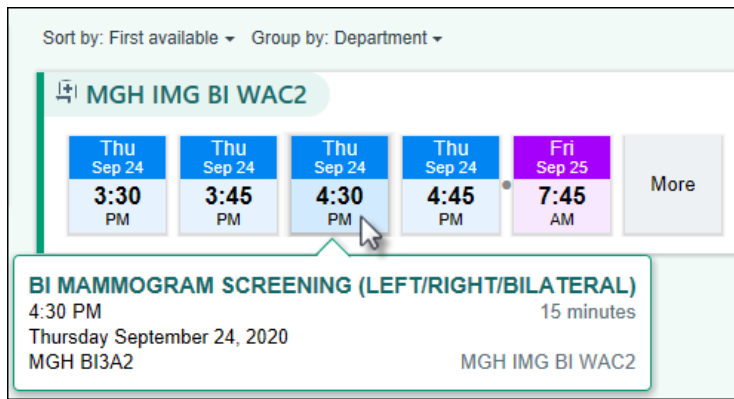 Sort by: First available Group by: Department
MGH IMG BI WAC2
Thu Thu Thu Thu Fri
Sep 24 Sep 24 Sep 24 Sep 24 Sep 25
3:30 3:45 4:30 4:45 7:45 More
PM PM PM PM AM
BI MAMMOGRAM SCREENING (LEFT/RIGHT/BILATERAL)
4:30 PM 15 minutes
Thursday September 24, 2020
MGH BI3A2 MGH IMG BI WAC2